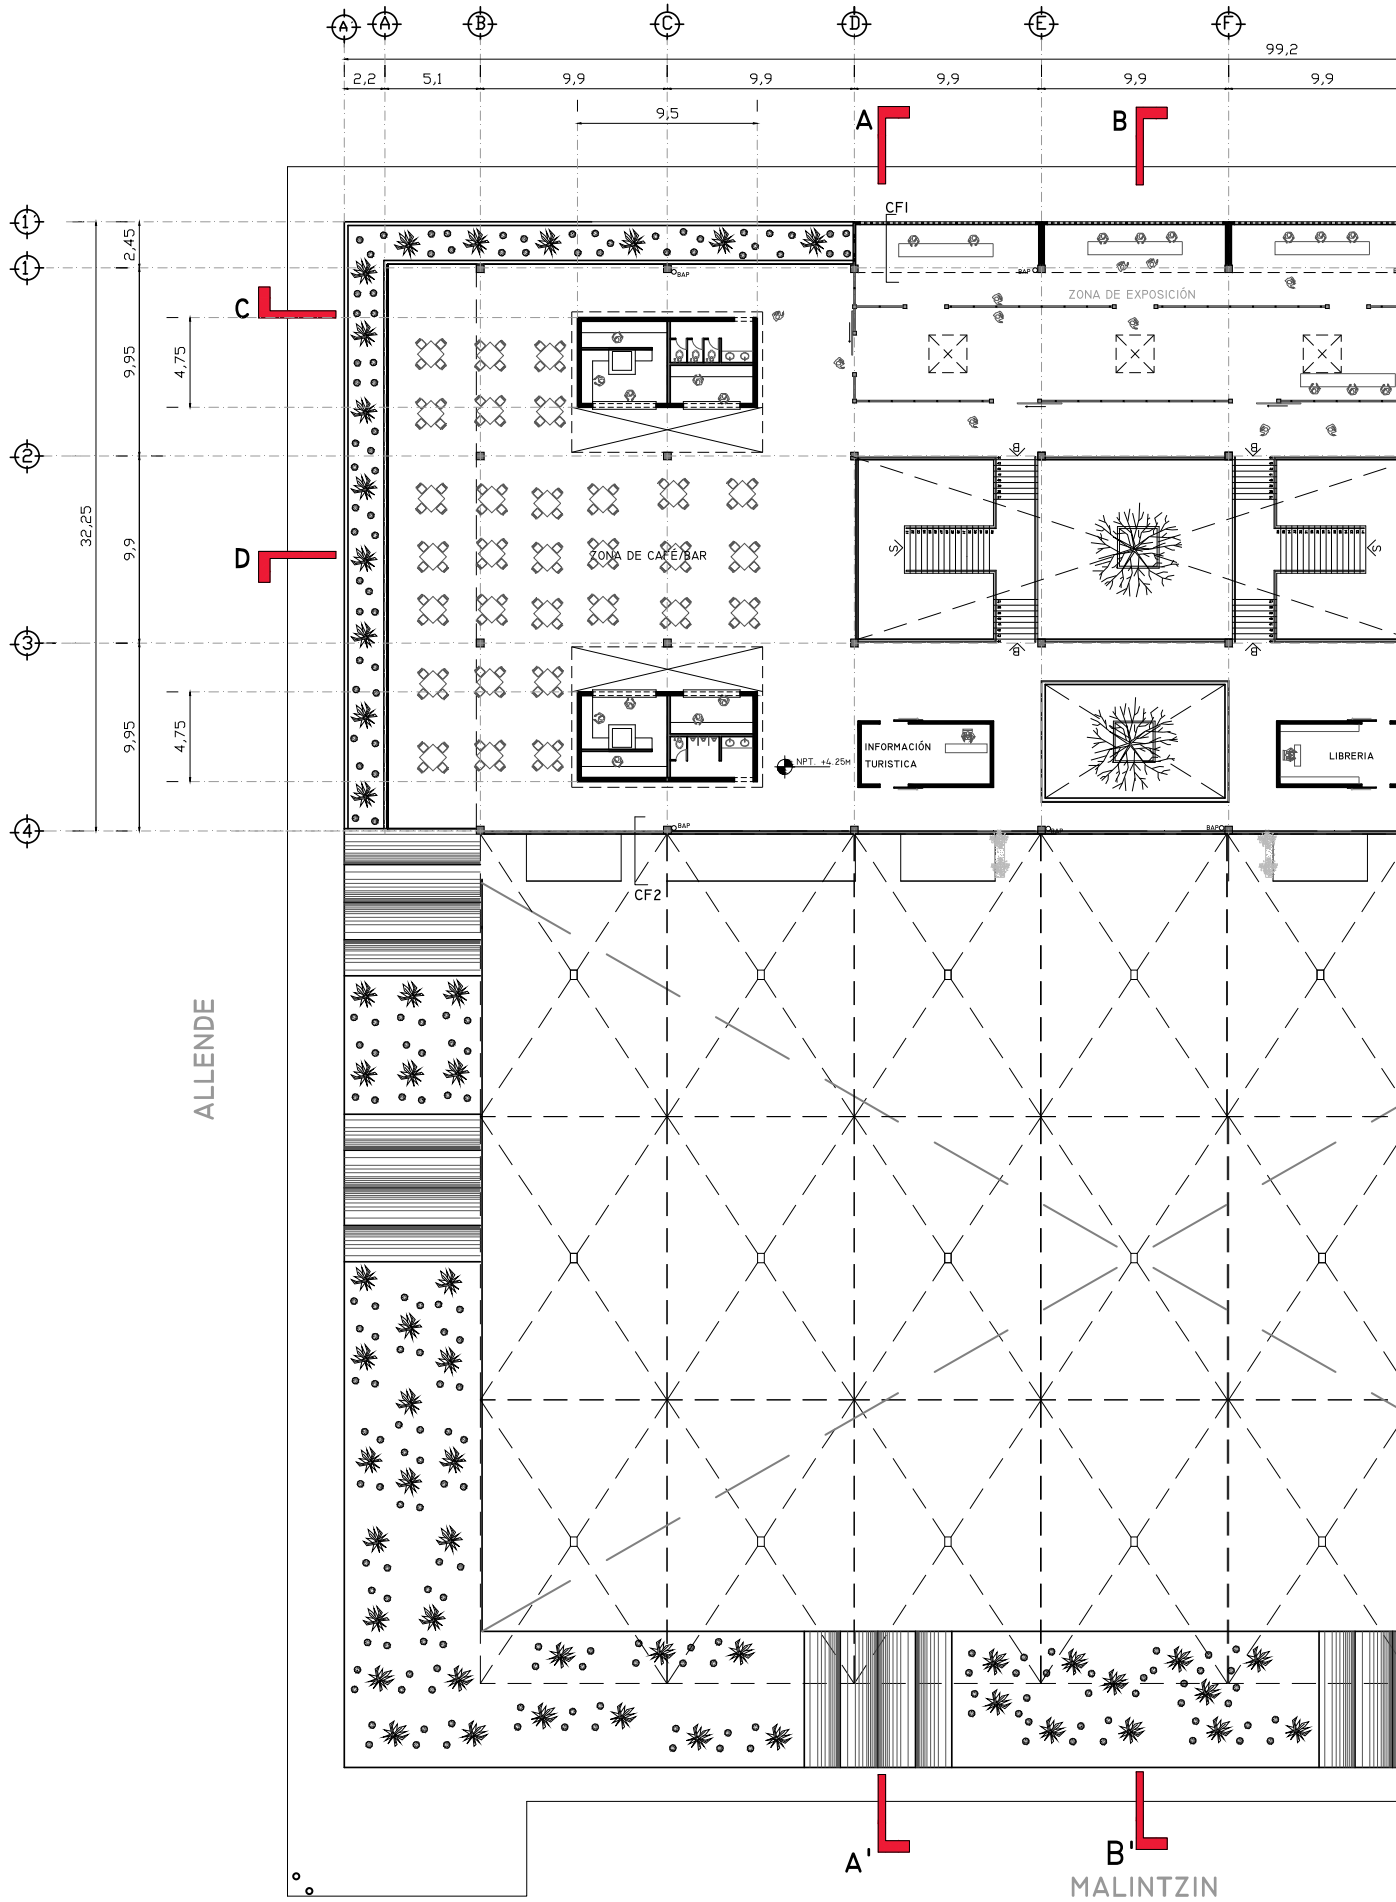 A' A B C D E F
99,2
2,2 5,1 9,9 9,9 9,9 9,9 9,9
9,5
A B
1'
CF1
2,45
1
BAP BAP
ZONA DE EXPOSICIÓN
C
9,95 4,75
2
B B
32,25
9,9
D
ZONA DE CAFÉ/BAR
S S
3
B B
9,95 4,75
INFORMACIÓN
TURISTICA
NPT. +4.25M
LIBRERIA
4
BAP BAP BAP
CF2
ALLENDE
A' B'
MALINTZIN